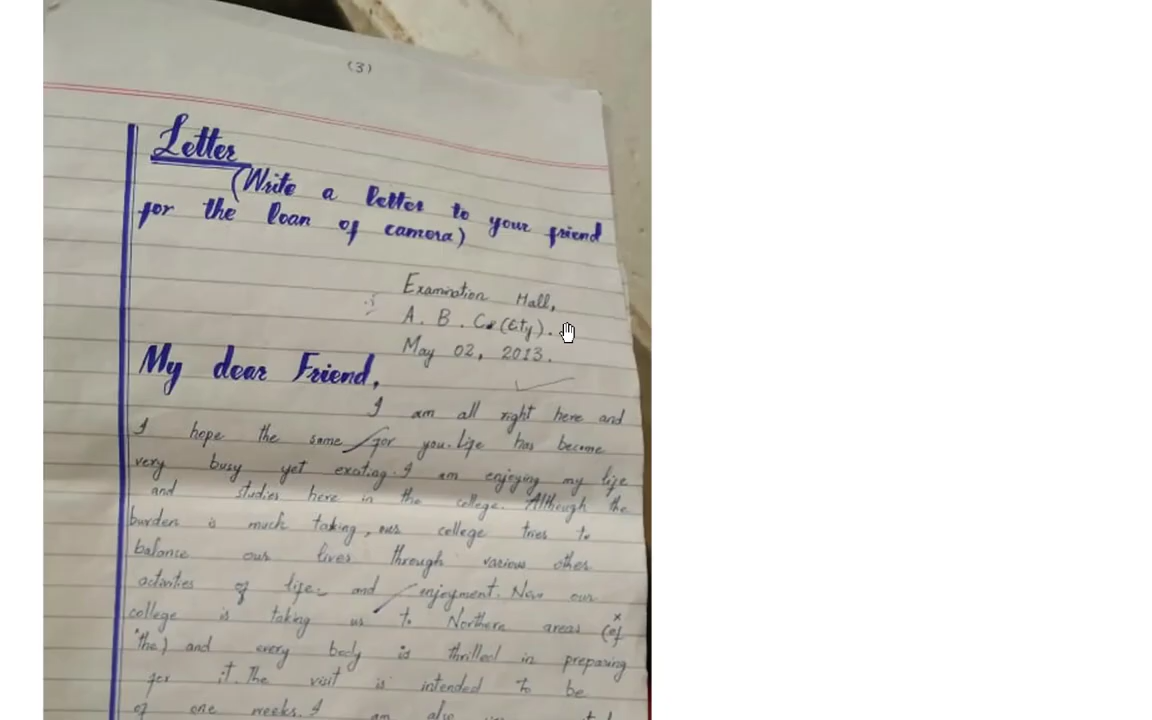 (3)
Letter
(Write a letter to your friend
for the loan of camera)
Examination Hall,
A. B. C. (City).
May 02, 2013.
My dear Friend,
I am all right here and
I hope the same for you. Life has become
very busy yet exciting. I am enjoying my life
and studies here in the college. Although the
burden is much taking, our college tries to
balance our lives through various other
activities of life. and enjoyment. Now our
college is taking us to Northere areas (of
the) and every body is thrilled in preparing
for it. The visit is intended to be
of one weeks. I am also